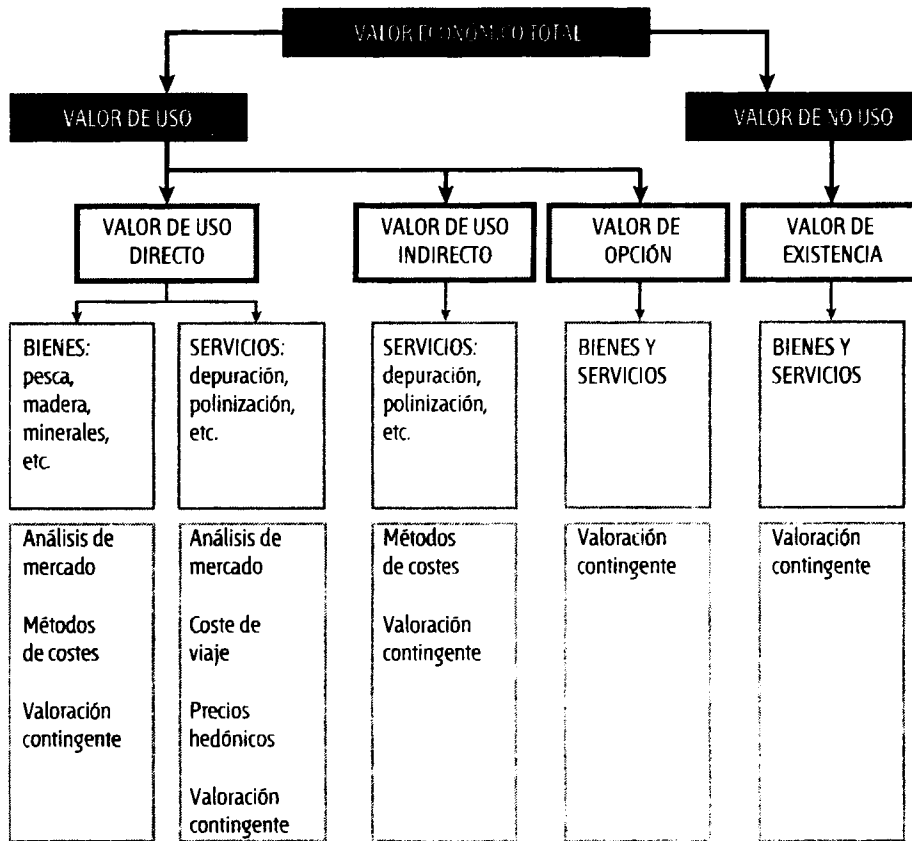 VALOR ECONÓMICO TOTAL
VALOR DE USO
VALOR DE NO USO
VALOR DE USO
DIRECTO
VALOR DE USO
INDIRECTO
VALOR DE
OPCIÓN
VALOR DE
EXISTENCIA
BIENES:
pesca,
madera,
minerales,
etc.
SERVICIOS:
depuración,
polinización,
etc.
SERVICIOS:
depuración,
polinización,
etc.
BIENES Y
SERVICIOS
BIENES Y
SERVICIOS
Análisis de
mercado
Métodos
de costes
Valoración
contingente
Análisis de
mercado
Coste de
viaje
Precios
hedónicos
Valoración
contingente
Métodos
de costes
Valoración
contingente
Valoración
contingente
Valoración
contingente